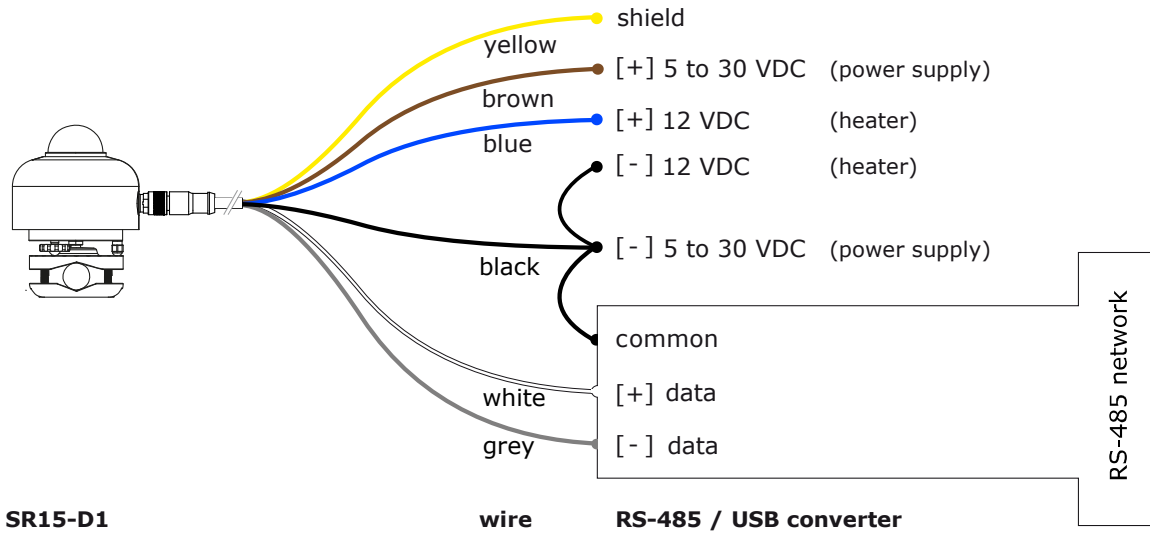 shield
yellow
[+] 5 to 30 VDC (power supply)
brown
[+] 12 VDC (heater)
blue
[-] 12 VDC (heater)
[-] 5 to 30 VDC (power supply)
black
common
white
[+] data
grey
[-] data
RS-485 network
SR15-D1 wire RS-485 / USB converter